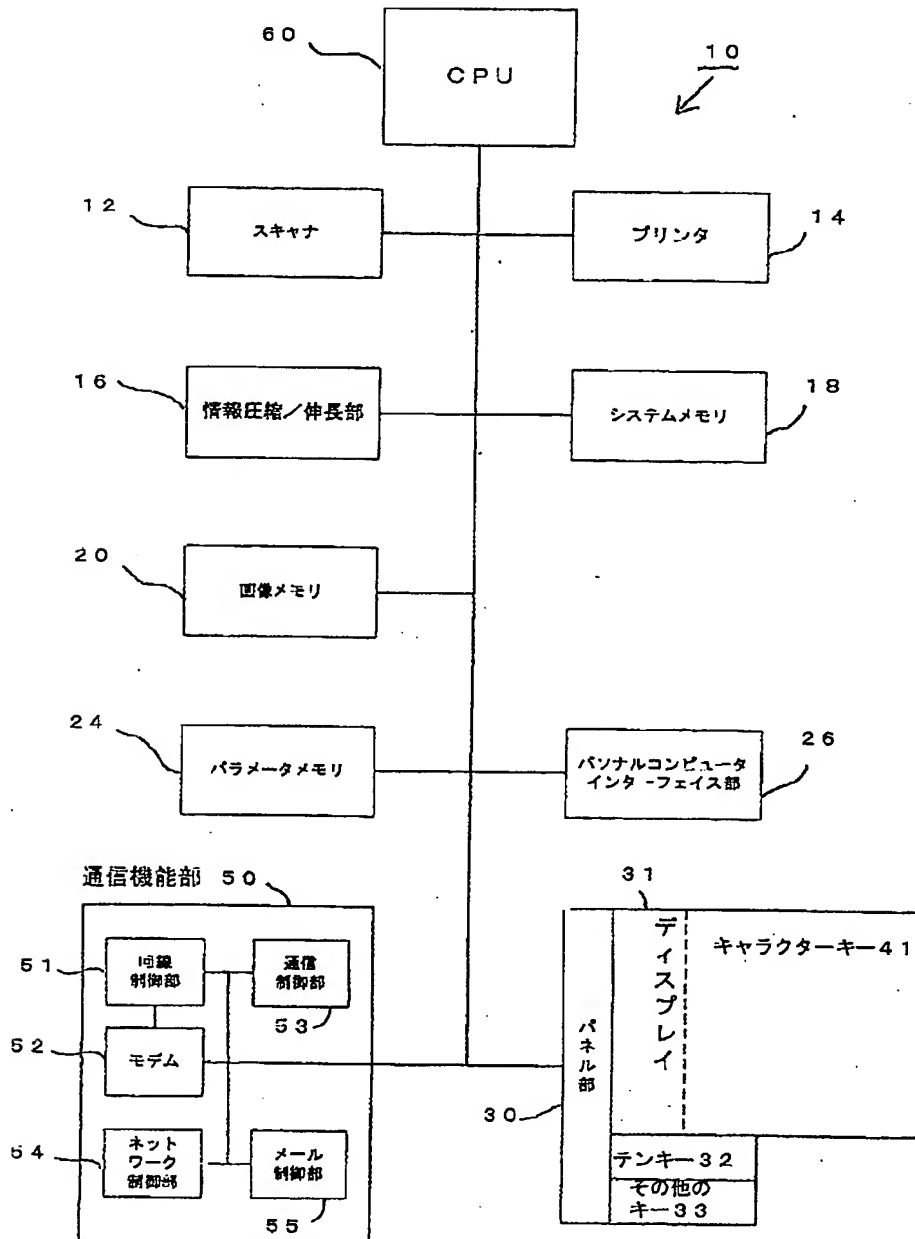 60
CPU
10
12
スキャナ
プリンタ
14
16
情報圧縮／伸長部
システムメモリ
18
20
画像メモリ
24
パラメータメモリ
パソナルコンピュータ
インターフェイス部
26
通信機能部 50
51
回線
制御部
通信
制御部
53
52
モデム
54
ネット
ワーク
制御部
メール
制御部
55
31
ディスプレイ
キャラクターキー41
パネル部
30
テンキー32
その他の
キー33